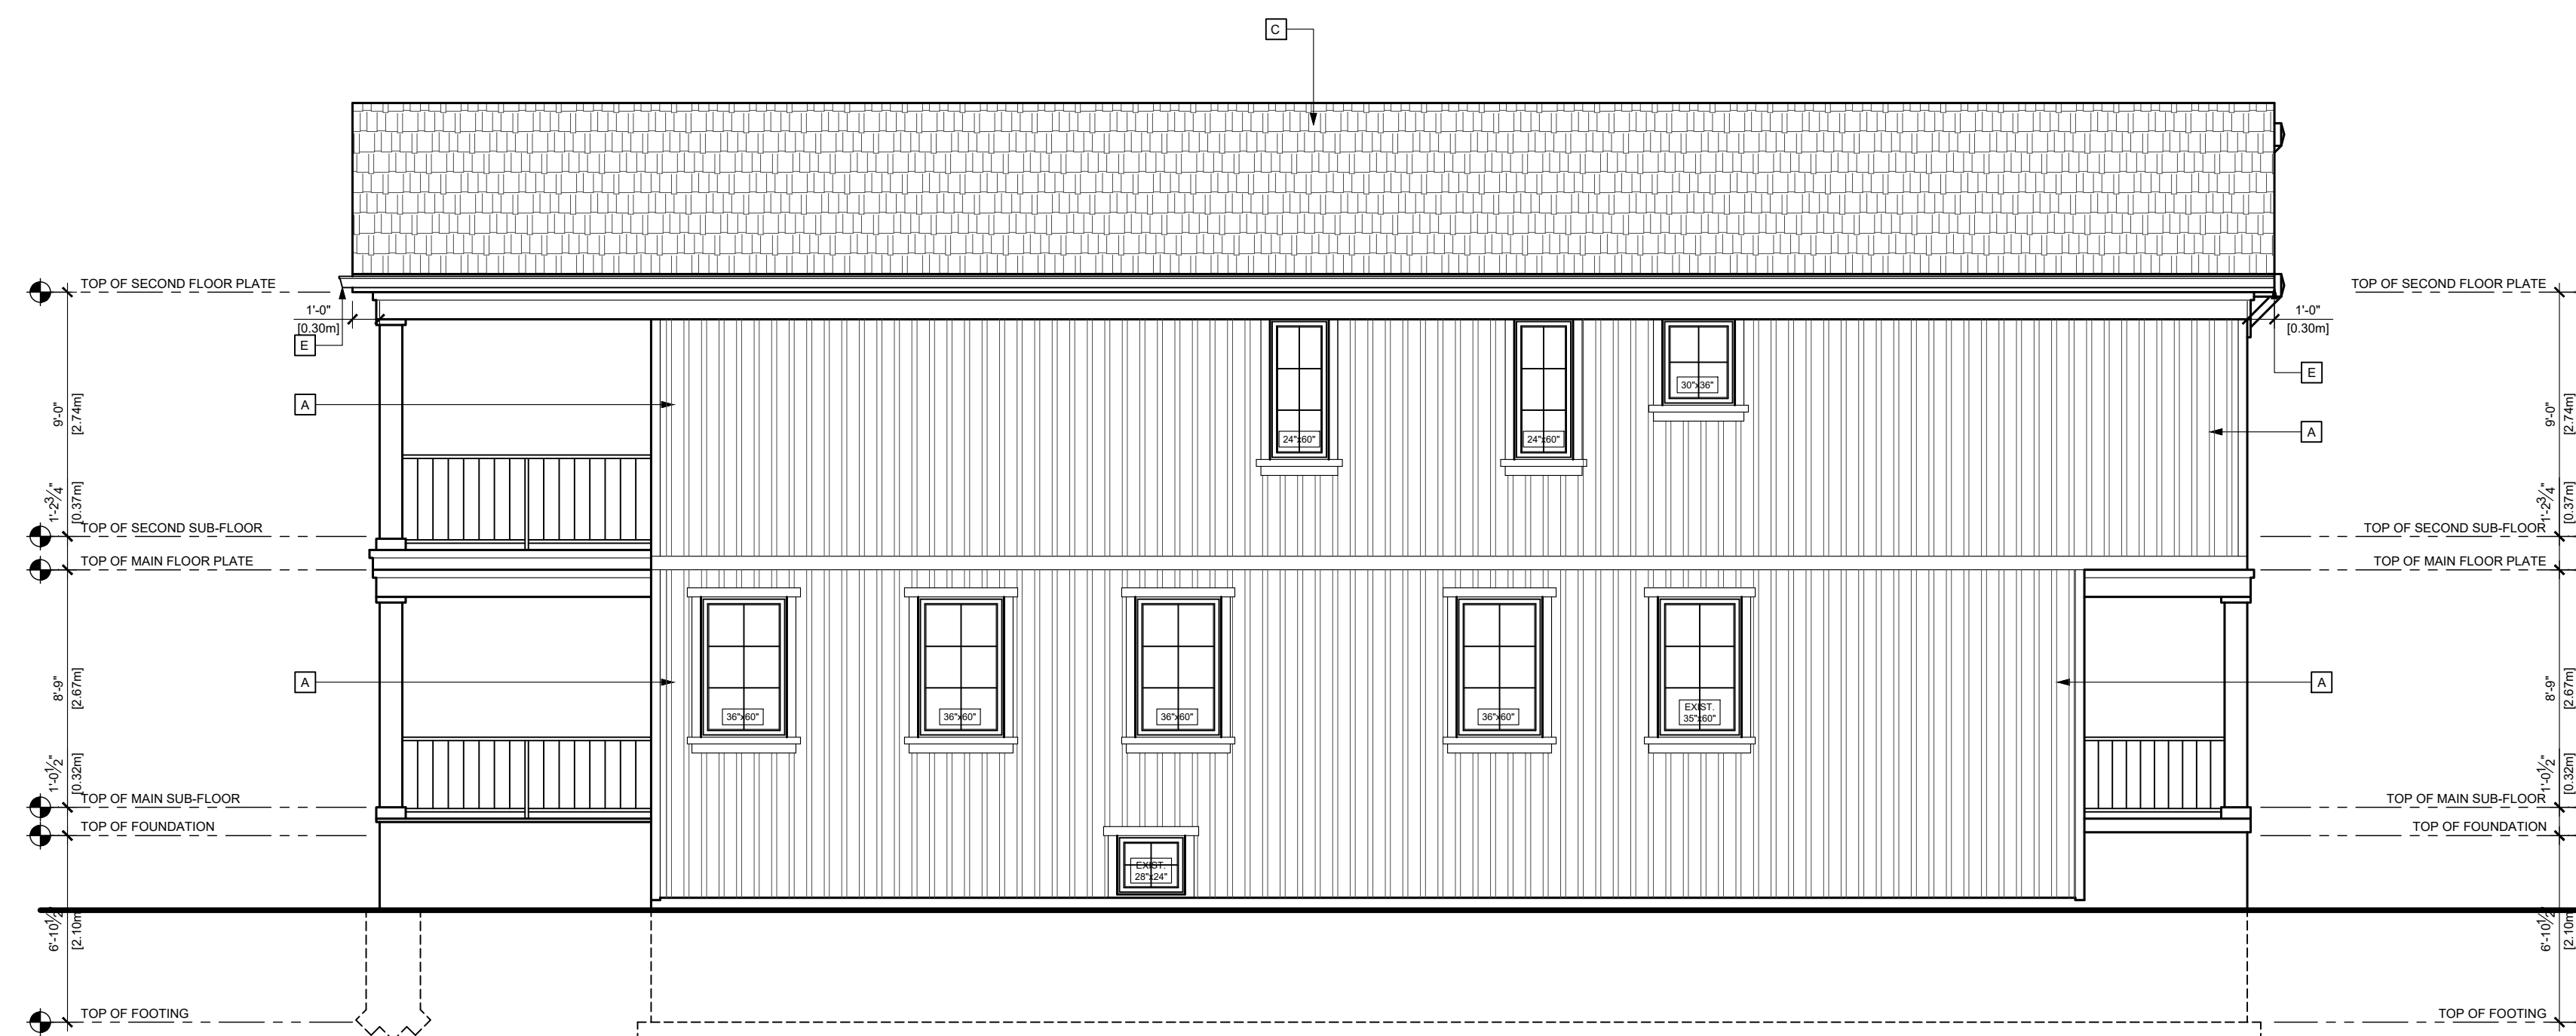 C
TOP OF SECOND FLOOR PLATE
TOP OF SECOND FLOOR PLATE
1'-0"
[0.30m]
1'-0"
[0.30m]
E
E
A
A
9'-0"
[2.74m]
9'-0"
[2.74m]
24"x60"
24"x60"
30"x36"
1'-2¾"
[0.37m]
1'-2¾"
[0.37m]
TOP OF SECOND SUB-FLOOR
TOP OF SECOND SUB-FLOOR
TOP OF MAIN FLOOR PLATE
TOP OF MAIN FLOOR PLATE
8'-9"
[2.67m]
8'-9"
[2.67m]
A
A
36"x60"
36"x60"
36"x60"
36"x60"
EXIST.
35"x60"
1'-0½"
[0.32m]
1'-0½"
[0.32m]
TOP OF MAIN SUB-FLOOR
TOP OF MAIN SUB-FLOOR
TOP OF FOUNDATION
TOP OF FOUNDATION
EXIST.
28"x24"
6'-10½"
[2.10m]
6'-10½"
[2.10m]
TOP OF FOOTING
TOP OF FOOTING